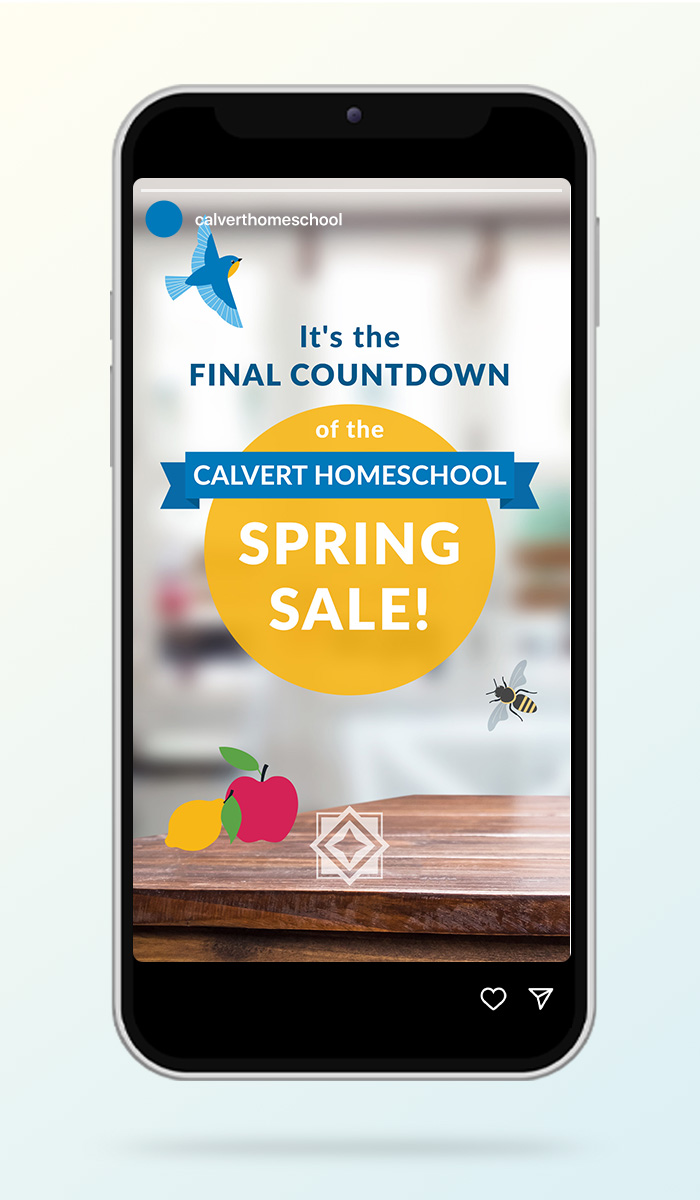 calverthomeschool
It's the
FINAL COUNTDOWN
of the
CALVERT HOMESCHOOL
SPRING
SALE!